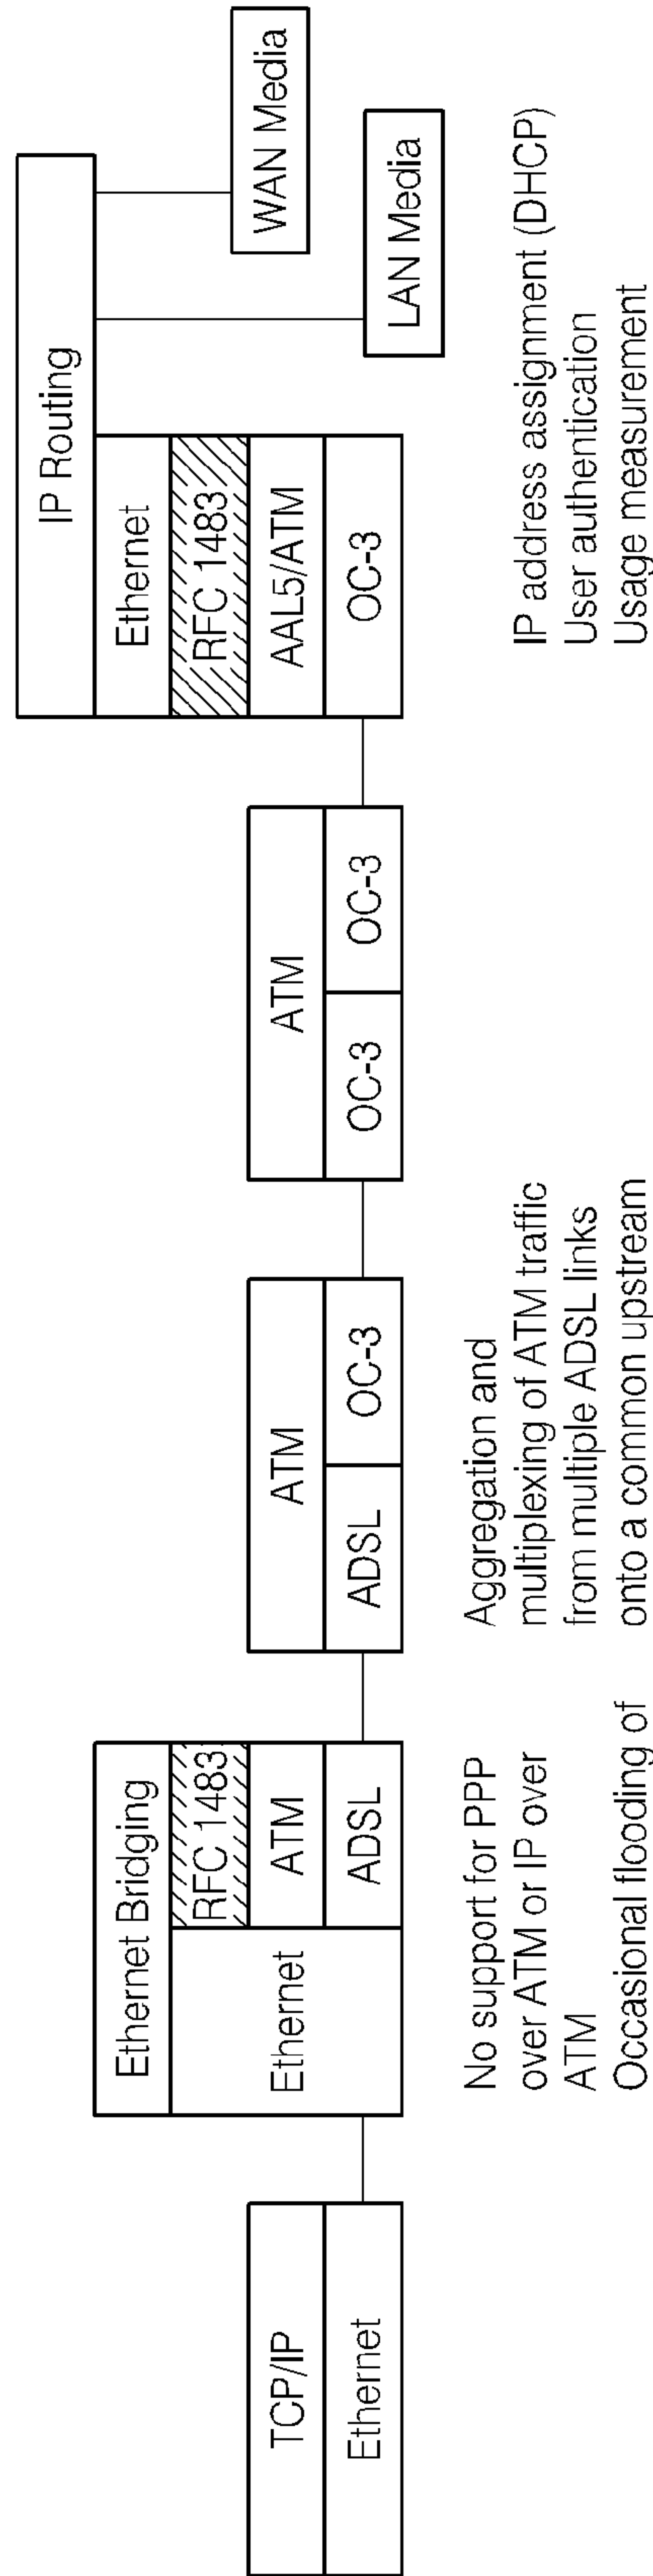 TCP/IP
Ethernet
Ethernet Bridging
Ethernet
RFC 1483
ATM
ADSL
No support for PPP
over ATM or IP over
ATM
Occasional flooding of
ATM
ADSL
OC-3
Aggregation and
multiplexing of ATM traffic
from multiple ADSL links
onto a common upstream
ATM
OC-3
OC-3
IP Routing
Ethernet
RFC 1483
AAL5/ATM
OC-3
WAN Media
LAN Media
IP address assignment (DHCP)
User authentication
Usage measurement